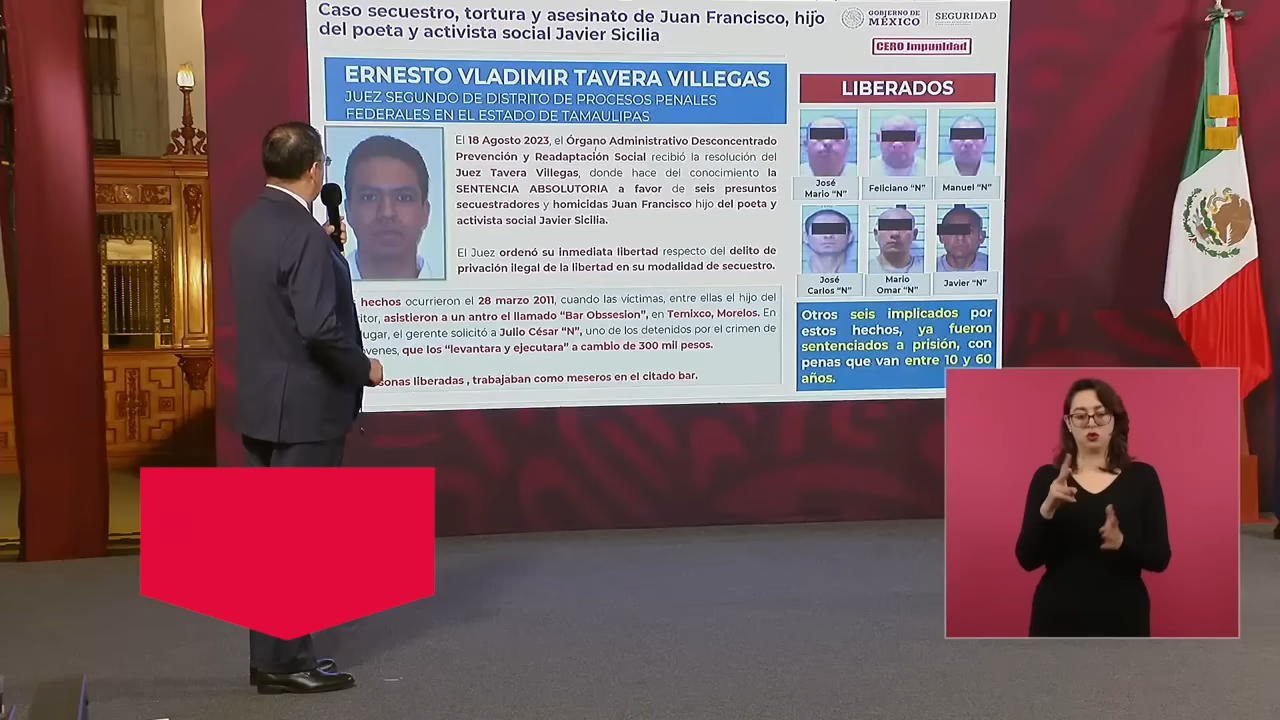 Caso secuestro, tortura y asesinato de Juan Francisco, hijo
del poeta y activista social Javier Sicilia
GOBIERNO DE
MÉXICO
SEGURIDAD
CERO Impunidad
ERNESTO VLADIMIR TAVERA VILLEGAS
JUEZ SEGUNDO DE DISTRITO DE PROCESOS PENALES
FEDERALES EN EL ESTADO DE TAMAULIPAS
El 18 Agosto 2023, el Órgano Administrativo Desconcentrado
Prevención y Readaptación Social recibió la resolución del
Juez Tavera Villegas, donde hace del conocimiento la
SENTENCIA ABSOLUTORIA a favor de seis presuntos
secuestradores y homicidas Juan Francisco hijo del poeta y
activista social Javier Sicilia.
El Juez ordenó su inmediata libertad respecto del delito de
privación ilegal de la libertad en su modalidad de secuestro.
hechos ocurrieron el 28 marzo 2011, cuando las víctimas, entre ellas el hijo del
ritor, asistieron a un antro el llamado “Bar Obssesion”, en Temixco, Morelos. En
ugar, el gerente solicitó a Julio César “N”, uno de los detenidos por el crimen de
óvenes, que los “levantara y ejecutara” a cambio de 300 mil pesos.
sonas liberadas , trabajaban como meseros en el citado bar.
LIBERADOS
José
Mario “N”
Feliciano “N”
Manuel “N”
José
Carlos “N”
Mario
Omar “N”
Javier “N”
Otros seis implicados por
estos hechos, ya fueron
sentenciados a prisión, con
penas que van entre 10 y 60
años.